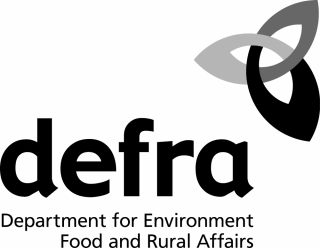 defra
Department for Environment
Food and Rural Affairs